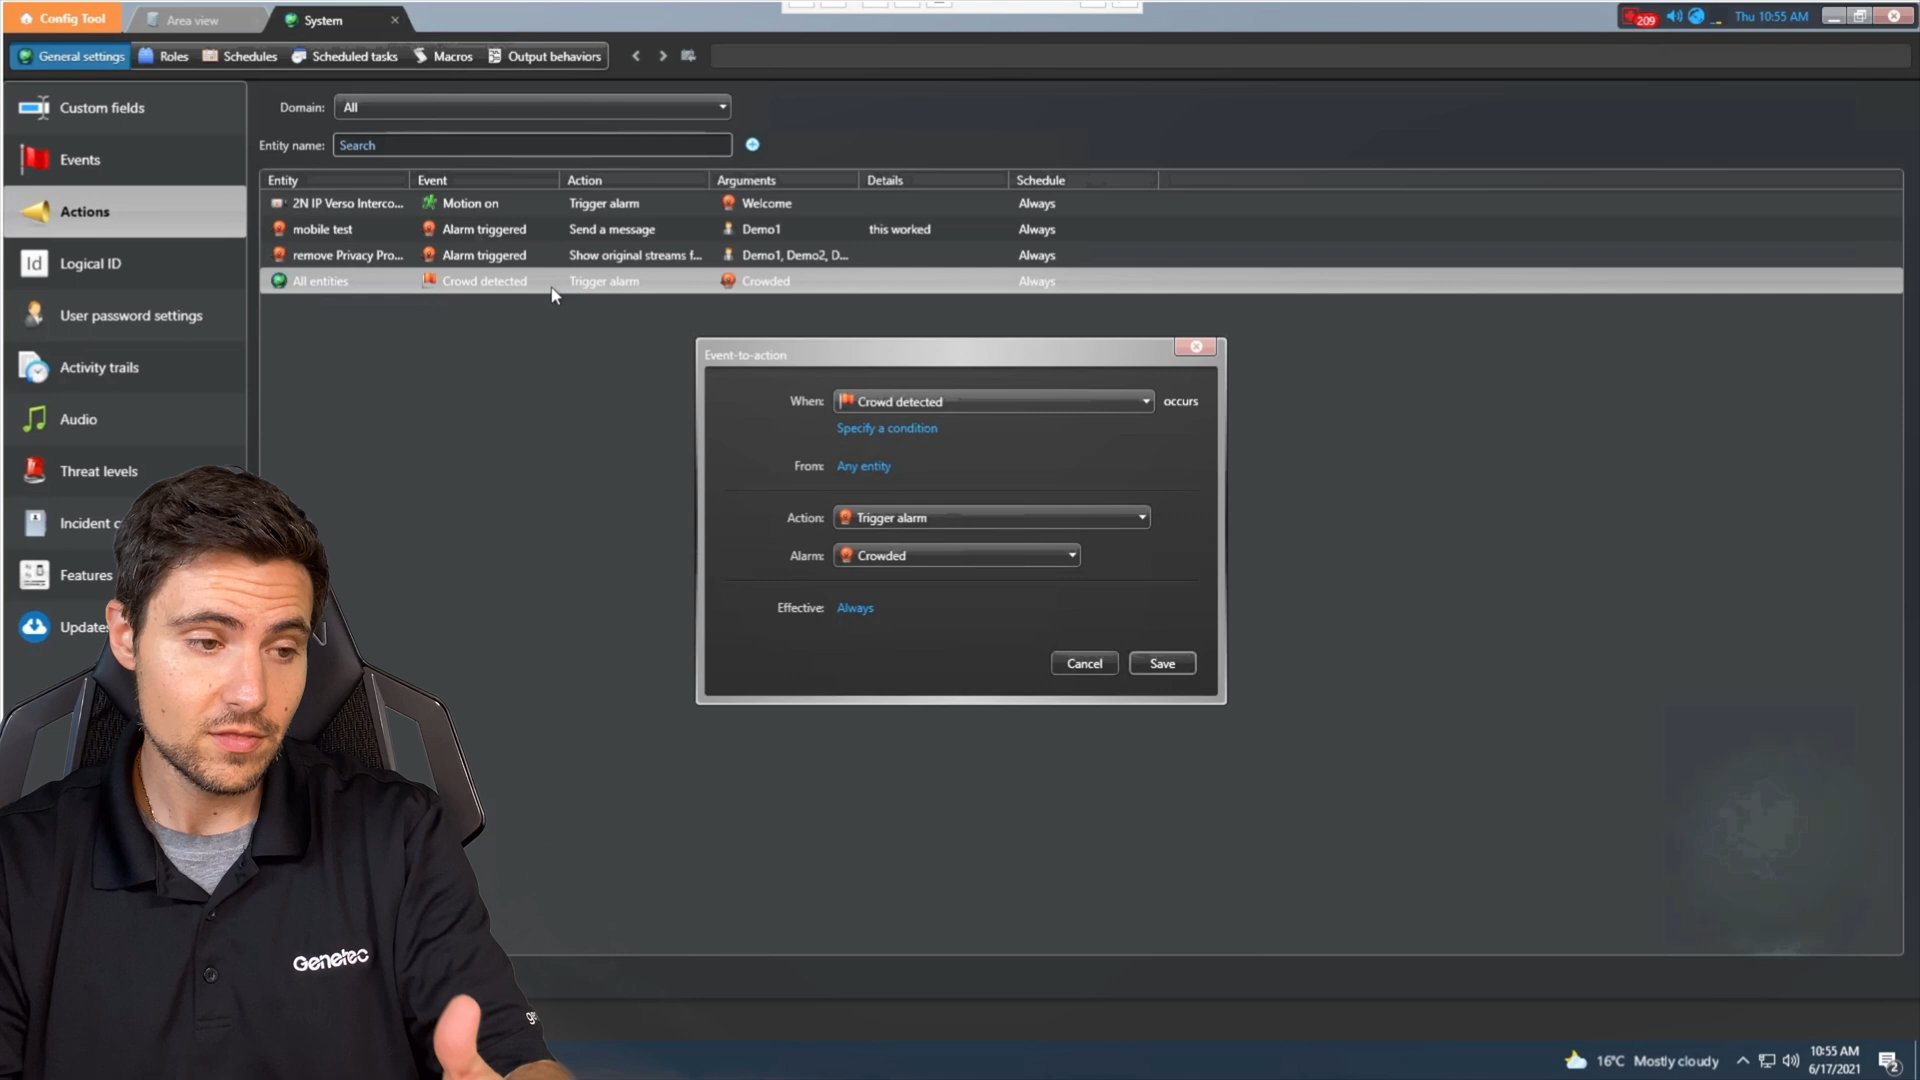 Config Tool
Area view
System
209
Thu 10:55 AM
General settings
Roles
Schedules
Scheduled tasks
Macros
Output behaviors
Custom fields
Events
Actions
Id
Logical ID
User password settings
Activity trails
Audio
Threat levels
Incident c
Features
Updates
Domain:
All
Entity name:
Search
Entity Event Action Arguments Details Schedule
2N IP Verso Interco... Motion on Trigger alarm Welcome Always
mobile test Alarm triggered Send a message Demo1 this worked Always
remove Privacy Pro... Alarm triggered Show original streams f... Demo1, Demo2, D... Always
All entities Crowd detected Trigger alarm Crowded Always
Event-to-action
When: Crowd detected occurs
Specify a condition
From: Any entity
Action: Trigger alarm
Alarm: Crowded
Effective: Always
Cancel
Save
Genetec
16°C Mostly cloudy
10:55 AM
6/17/2021
2